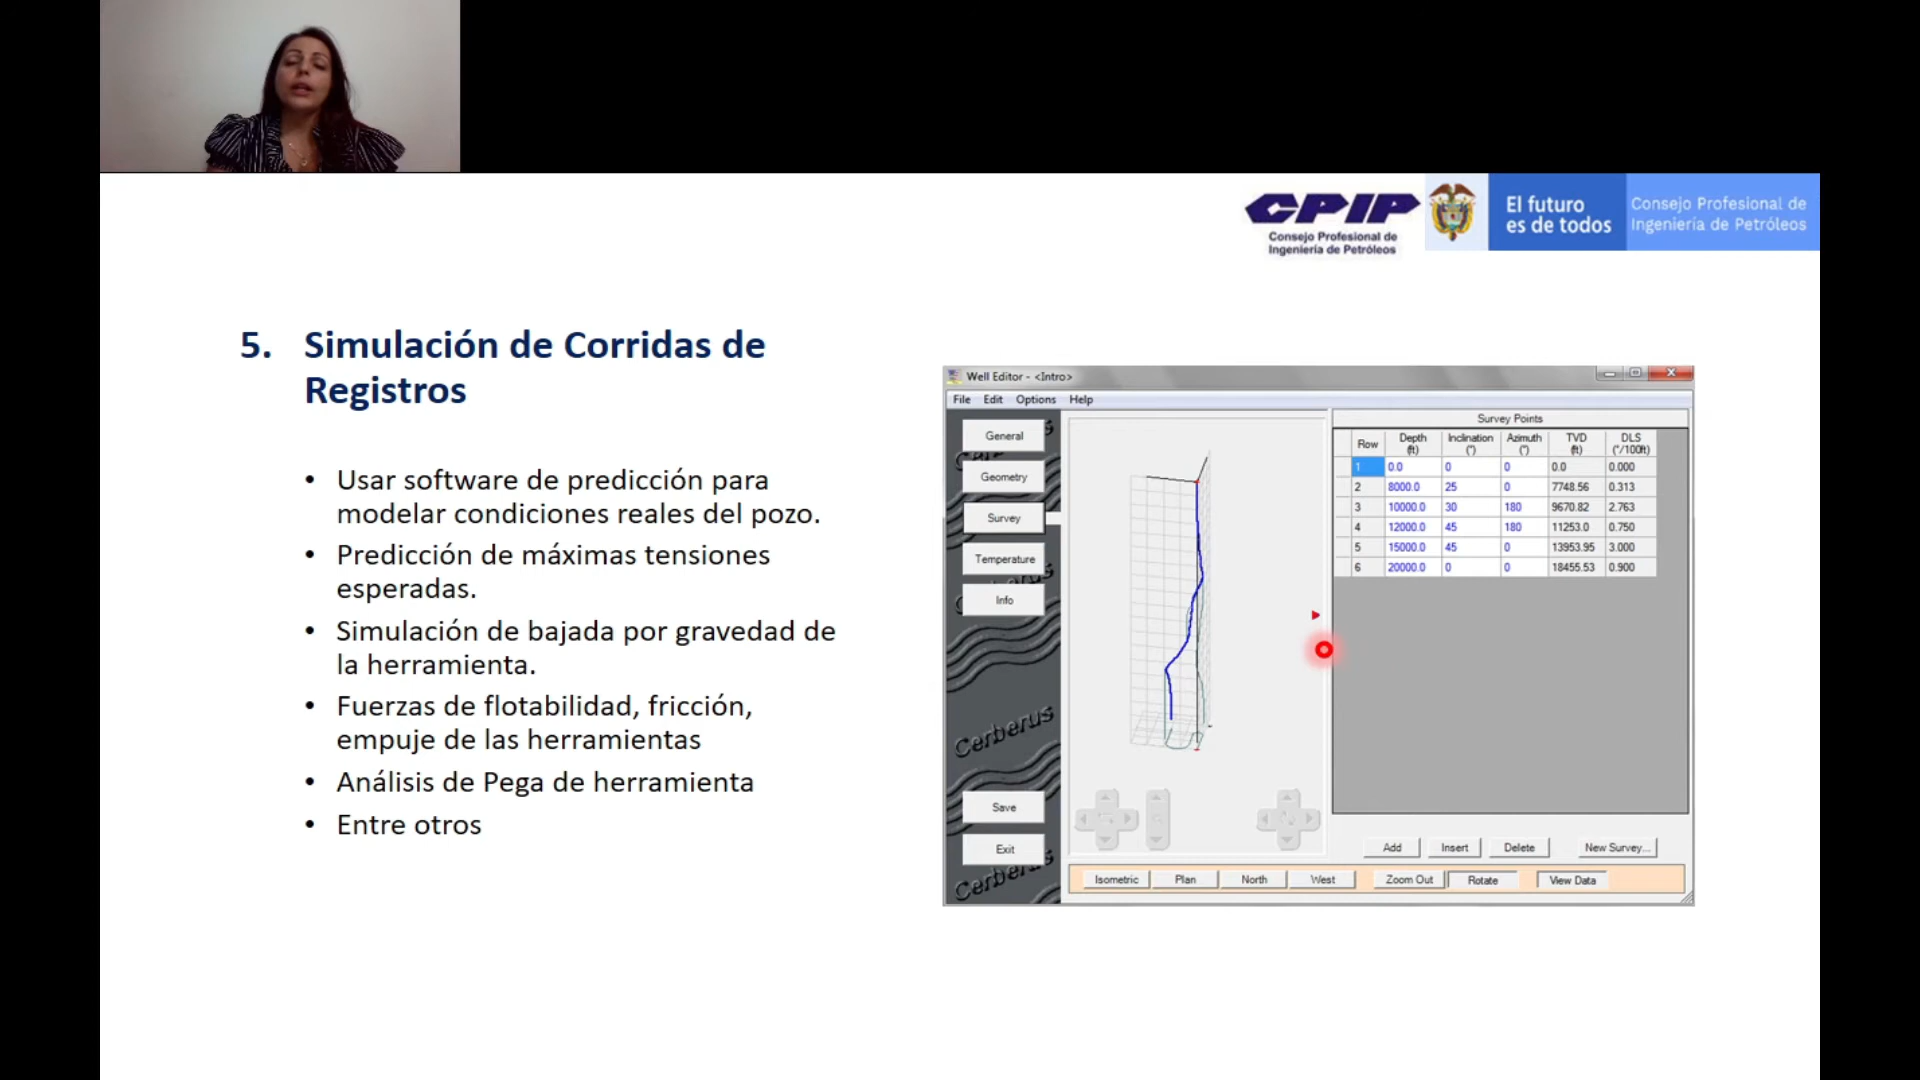 CPIP
Consejo Profesional de
Ingeniería de Petróleos
El futuro
es de todos
Consejo Profesional de
Ingeniería de Petróleos
5. Simulación de Corridas de
Registros
• Usar software de predicción para
modelar condiciones reales del pozo.
• Predicción de máximas tensiones
esperadas.
• Simulación de bajada por gravedad de
la herramienta.
• Fuerzas de flotabilidad, fricción,
empuje de las herramientas
• Análisis de Pega de herramienta
• Entre otros
Well Editor - <Intro>
File Edit Options Help
General
Geometry
Survey
Temperature
Info
Cerberus
Save
Exit
Cerberus
Survey Points
Row Depth (ft) Inclination (°) Azimuth (°) TVD (ft) DLS (°/100ft)
1 0.0 0 0 0.0 0.000
2 8000.0 25 0 7748.56 0.313
3 10000.0 30 180 9670.82 2.763
4 12000.0 45 180 11253.0 0.750
5 15000.0 45 0 13953.95 3.000
6 20000.0 0 0 18455.53 0.900
Add Insert Delete New Survey...
Isometric Plan North West Zoom Out Rotate View Data